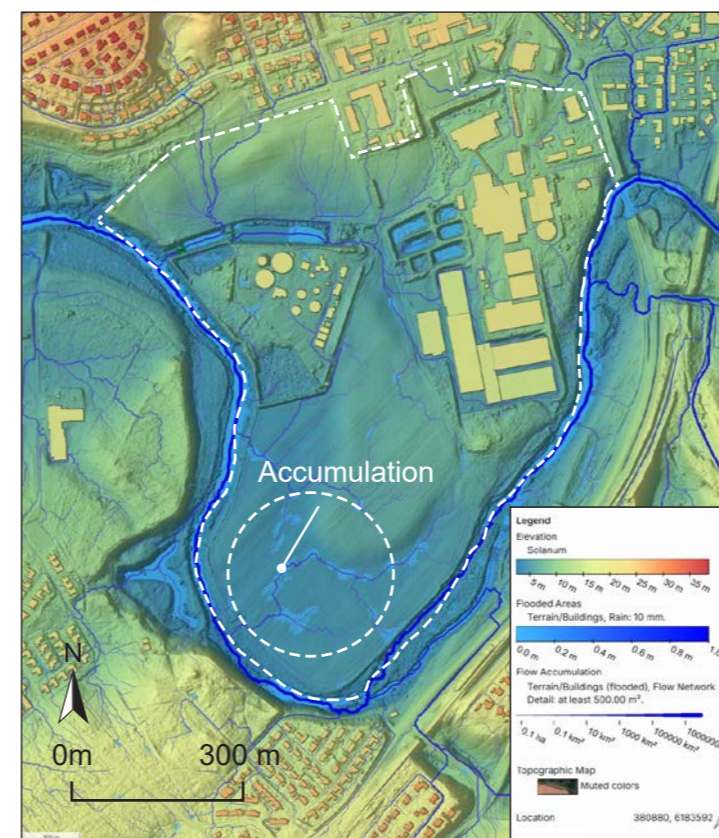 Accumulation
N
0m 300 m
Legend
Elevation
Solanum
5 m 10 m 15 m 20 m 25 m 30 m 35 m
Flooded Areas
Terrain/Buildings, Rain: 10 mm.
0.0 m 0.2 m 0.4 m 0.6 m 0.8 m
Flow Accumulation
Terrain/Buildings (flooded), Flow Network
Detail: at least 500.00 m².
0.1 ha 0.1 km² 10 km² 1000 km² 100000 km²
Topographic Map
Muted colors
Location 380880, 6183592